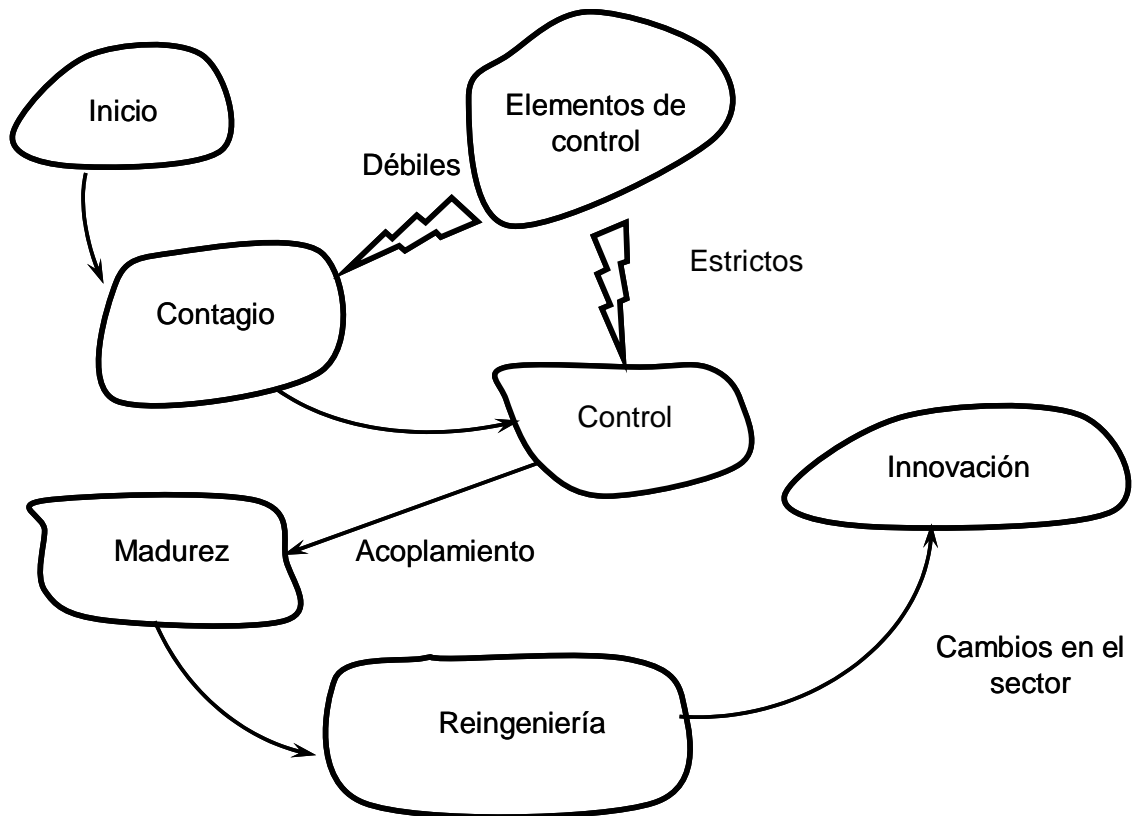 Inicio
Elementos de
control
Débiles
Estrictos
Contagio
Control
Innovación
Madurez
Acoplamiento
Cambios en el
sector
Reingeniería